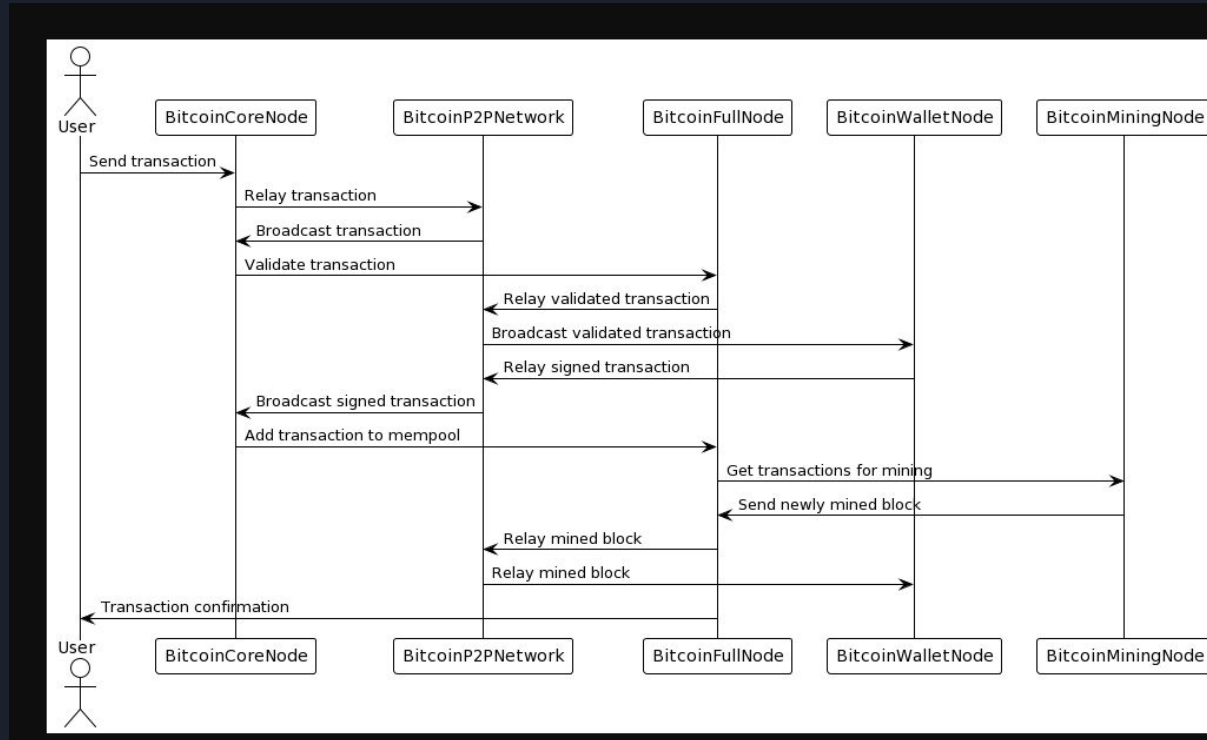 User
BitcoinCoreNode
BitcoinP2PNetwork
BitcoinFullNode
BitcoinWalletNode
BitcoinMiningNode
Send transaction
Relay transaction
Broadcast transaction
Validate transaction
Relay validated transaction
Broadcast validated transaction
Relay signed transaction
Broadcast signed transaction
Add transaction to mempool
Get transactions for mining
Send newly mined block
Relay mined block
Relay mined block
Transaction confirmation
User
BitcoinCoreNode
BitcoinP2PNetwork
BitcoinFullNode
BitcoinWalletNode
BitcoinMiningNode